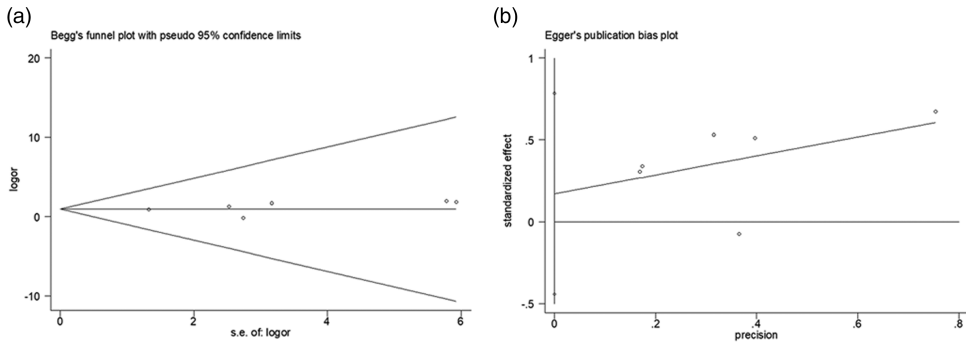 (a)
Begg's funnel plot with pseudo 95% confidence limits
20
10
0
-10
logor
0 2 4 6
s.e. of: logor
(b)
Egger's publication bias plot
1
.5
0
-.5
standardized effect
0 .2 .4 .6 .8
precision